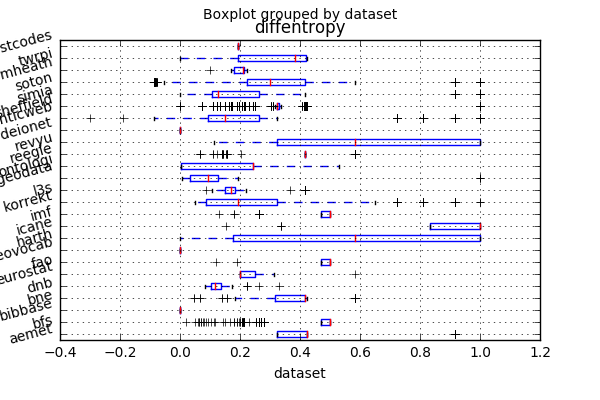 Boxplot grouped by dataset
diffentropy
stcodes
twrpi
rmheath
soton
simia
sheffield
nticweb
deionet
revyu
reegle
ontologi
geodata
l3s
korrekt
imf
icane
harth
eovocab
fao
eurostat
dnb
bne
bibbase
bfs
aemet
−0.4 −0.2 0.0 0.2 0.4 0.6 0.8 1.0 1.2
dataset